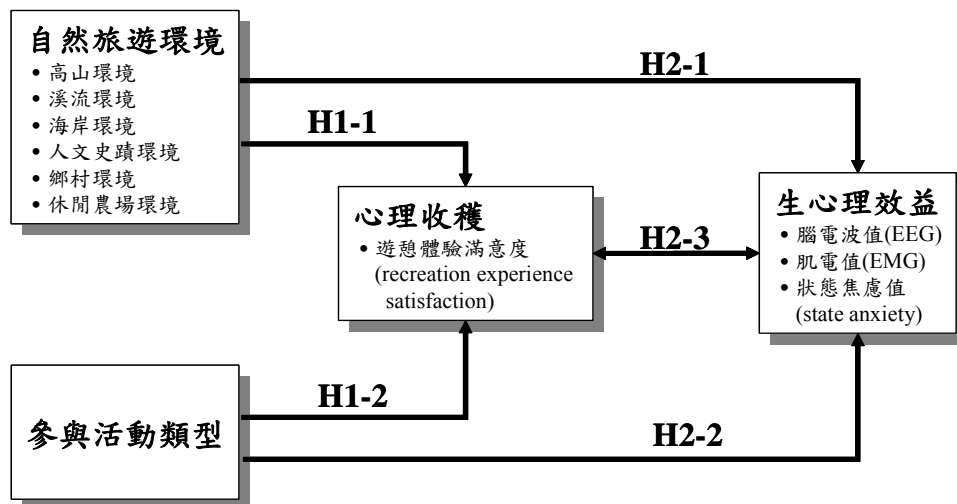 自然旅遊環境
• 高山環境
• 溪流環境
• 海岸環境
• 人文史蹟環境
• 鄉村環境
• 休閒農場環境
H2-1
H1-1
心理收穫
• 遊憩體驗滿意度
(recreation experience
satisfaction)
H2-3
生心理效益
• 腦電波值(EEG)
• 肌電值(EMG)
• 狀態焦慮值
(state anxiety)
H1-2
參與活動類型
H2-2